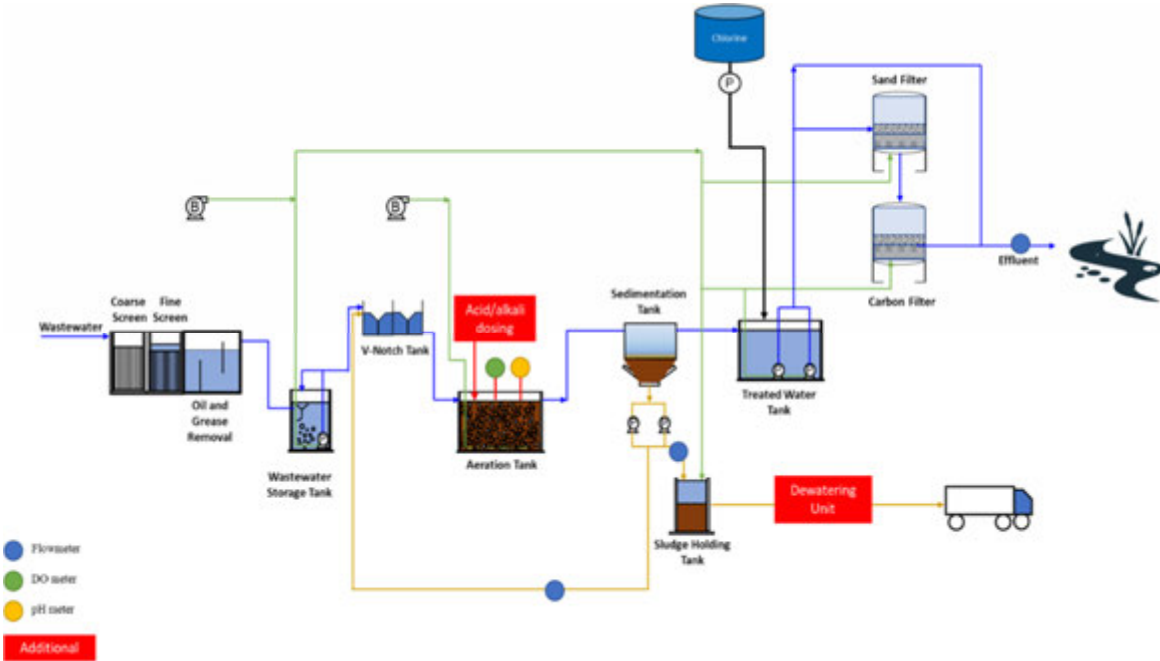 Chlorine
P
Sand Filter
B
B
Effluent
Carbon Filter
Coarse
Screen
Fine
Screen
Wastewater
Acid/alkali
dosing
Sedimentation
Tank
V-Notch Tank
Oil and
Grease
Removal
P
Aeration Tank
Wastewater
Storage Tank
P
P
P
P
Treated Water
Tank
Dewatering
Unit
Sludge Holding
Tank
Flowmeter
DO meter
pH meter
Additional